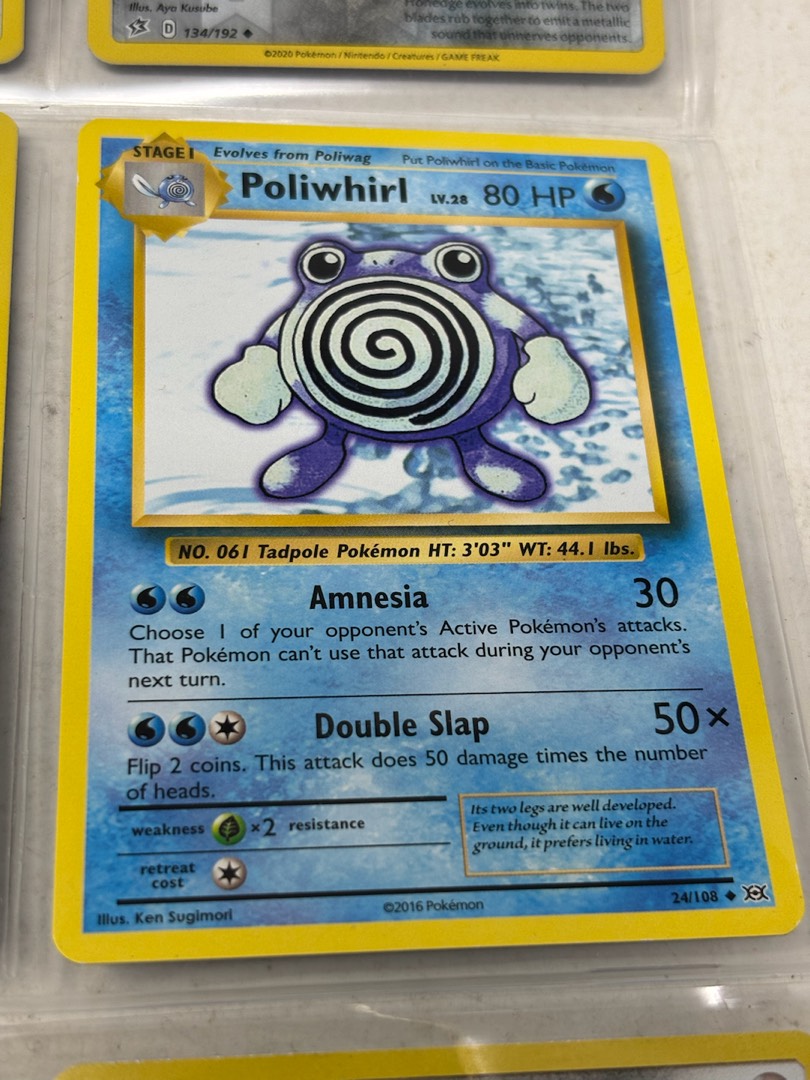 Illus. Aya Kusube
Honedge evolves into twins. The two
blades rub together to emit a metallic
sound that unnerves opponents.
D 134/192
©2020 Pokémon / Nintendo / Creatures / GAME FREAK
STAGE 1 Evolves from Poliwag Put Poliwhirl on the Basic Pokémon
Poliwhirl LV.28 80 HP
NO. 061 Tadpole Pokémon HT: 3'03" WT: 44.1 lbs.
Amnesia 30
Choose 1 of your opponent's Active Pokémon's attacks.
That Pokémon can't use that attack during your opponent's
next turn.
Double Slap 50×
Flip 2 coins. This attack does 50 damage times the number
of heads.
weakness ×2 resistance
retreat
cost
Its two legs are well developed.
Even though it can live on the
ground, it prefers living in water.
Illus. Ken Sugimori ©2016 Pokémon 24/108